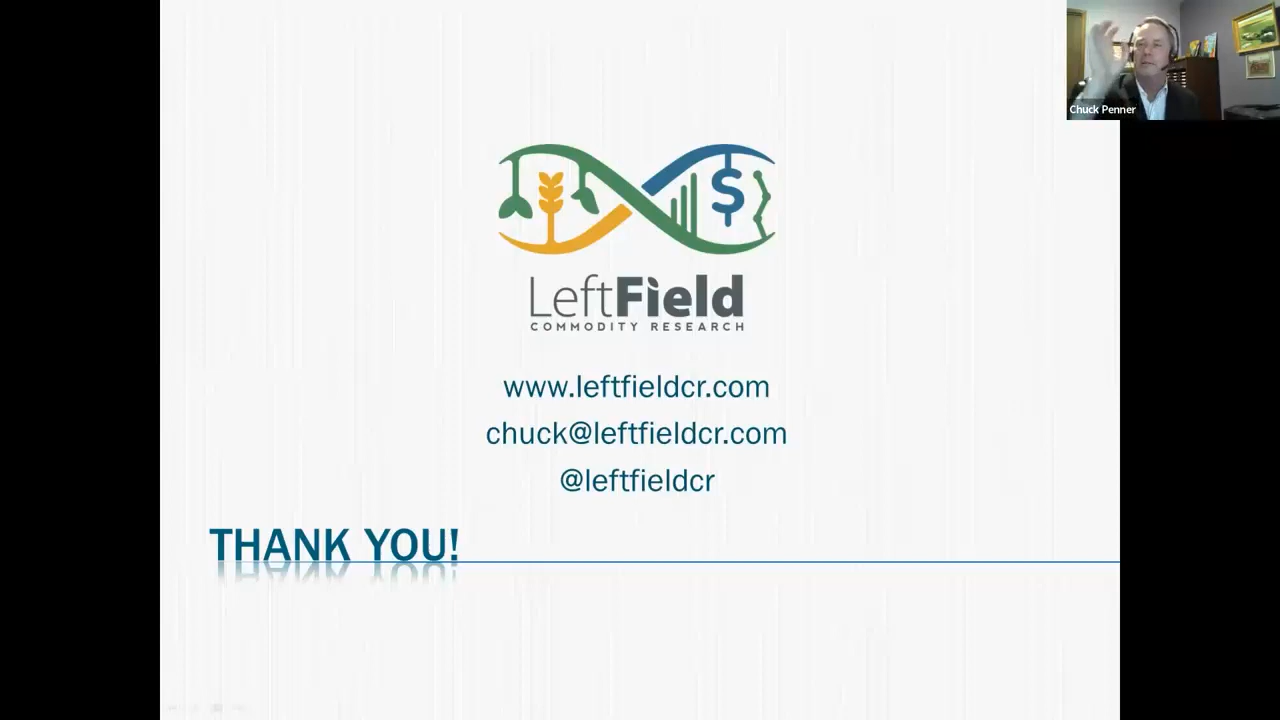 Chuck Penner
$
LeftField
COMMODITY RESEARCH
www.leftfieldcr.com
chuck@leftfieldcr.com
@leftfieldcr
THANK YOU!